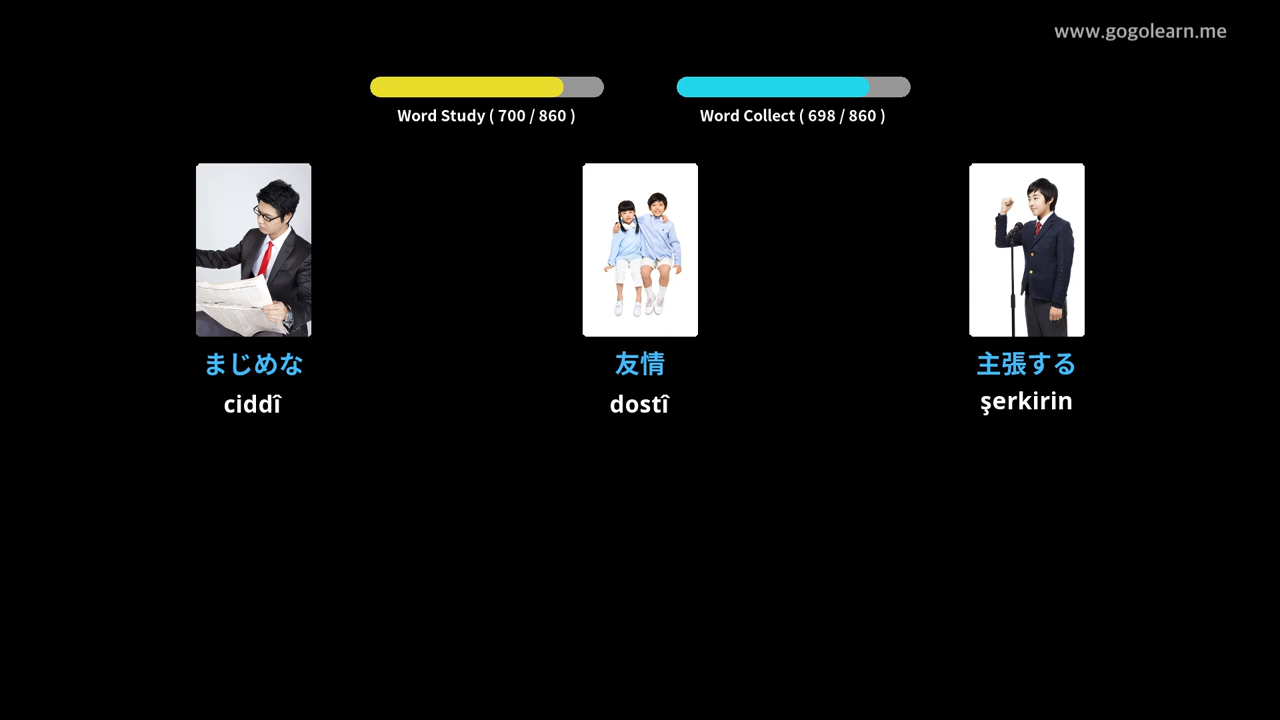 www.gogolearn.me
Word Study ( 700 / 860 )
Word Collect ( 698 / 860 )
まじめな
友情
主張する
ciddî
dostî
şerkirin